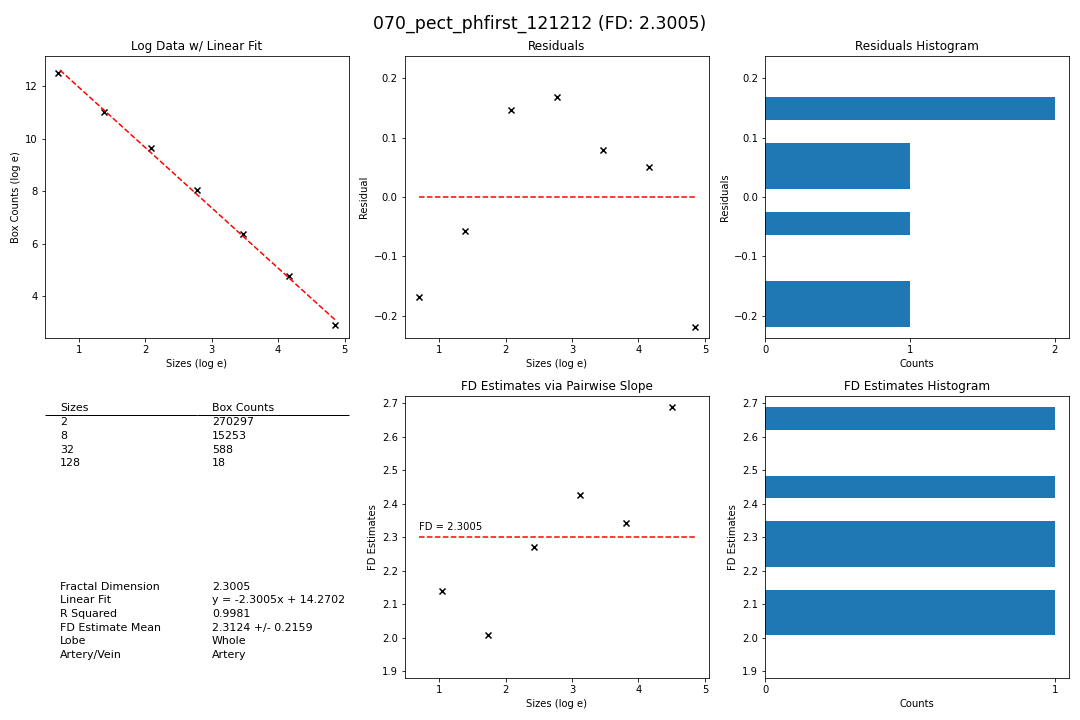 070_pect_phfirst_121212 (FD: 2.3005)
Log Data w/ Linear Fit
Box Counts (log e)
12
10
8
6
4
1 2 3 4 5
Sizes (log e)
Residuals
Residual
0.2
0.1
0.0
−0.1
−0.2
1 2 3 4 5
Sizes (log e)
Residuals Histogram
Residuals
0.2
0.1
0.0
−0.1
−0.2
0 1 2
Counts
Sizes Box Counts
2 270297
8 15253
32 588
128 18
Fractal Dimension 2.3005
Linear Fit y = -2.3005x + 14.2702
R Squared 0.9981
FD Estimate Mean 2.3124 +/- 0.2159
Lobe Whole
Artery/Vein Artery
FD Estimates via Pairwise Slope
FD Estimates
2.7
2.6
2.5
2.4
2.3
2.2
2.1
2.0
1.9
FD = 2.3005
1 2 3 4 5
Sizes (log e)
FD Estimates Histogram
FD Estimates
2.7
2.6
2.5
2.4
2.3
2.2
2.1
2.0
1.9
0 1
Counts